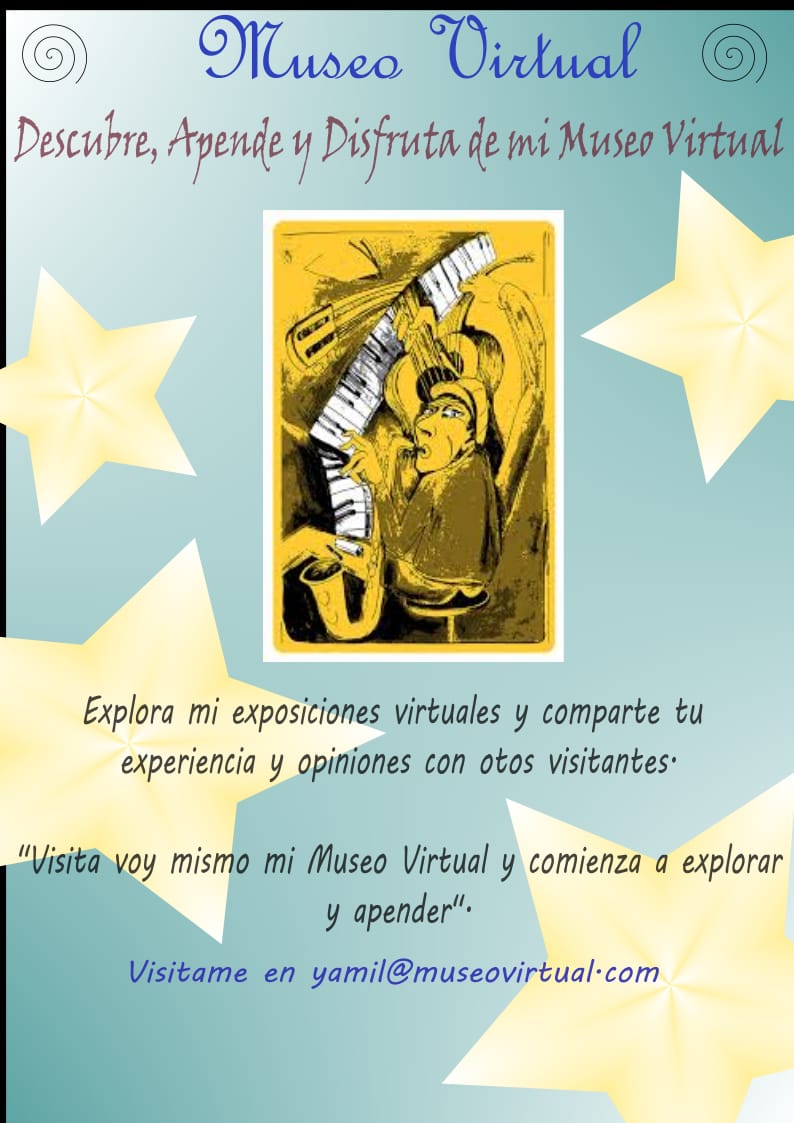 Museo Virtual
Descubre, Apende y Disfruta de mi Museo Virtual
Explora mi exposiciones virtuales y comparte tu
experiencia y opiniones con otos visitantes.
"Visita voy mismo mi Museo Virtual y comienza a explorar
y apender".
Visitame en yamil@museovirtual.com